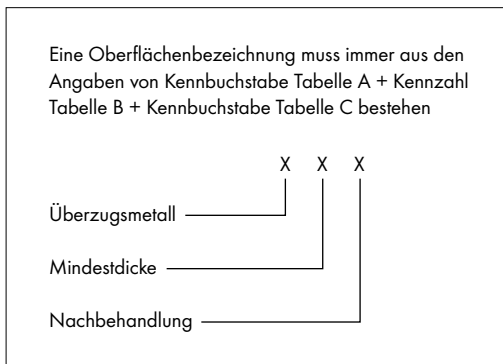 Eine Oberflächenbezeichnung muss immer aus den
Angaben von Kennbuchstabe Tabelle A + Kennzahl
Tabelle B + Kennbuchstabe Tabelle C bestehen
X X X
Überzugsmetall
Mindestdicke
Nachbehandlung